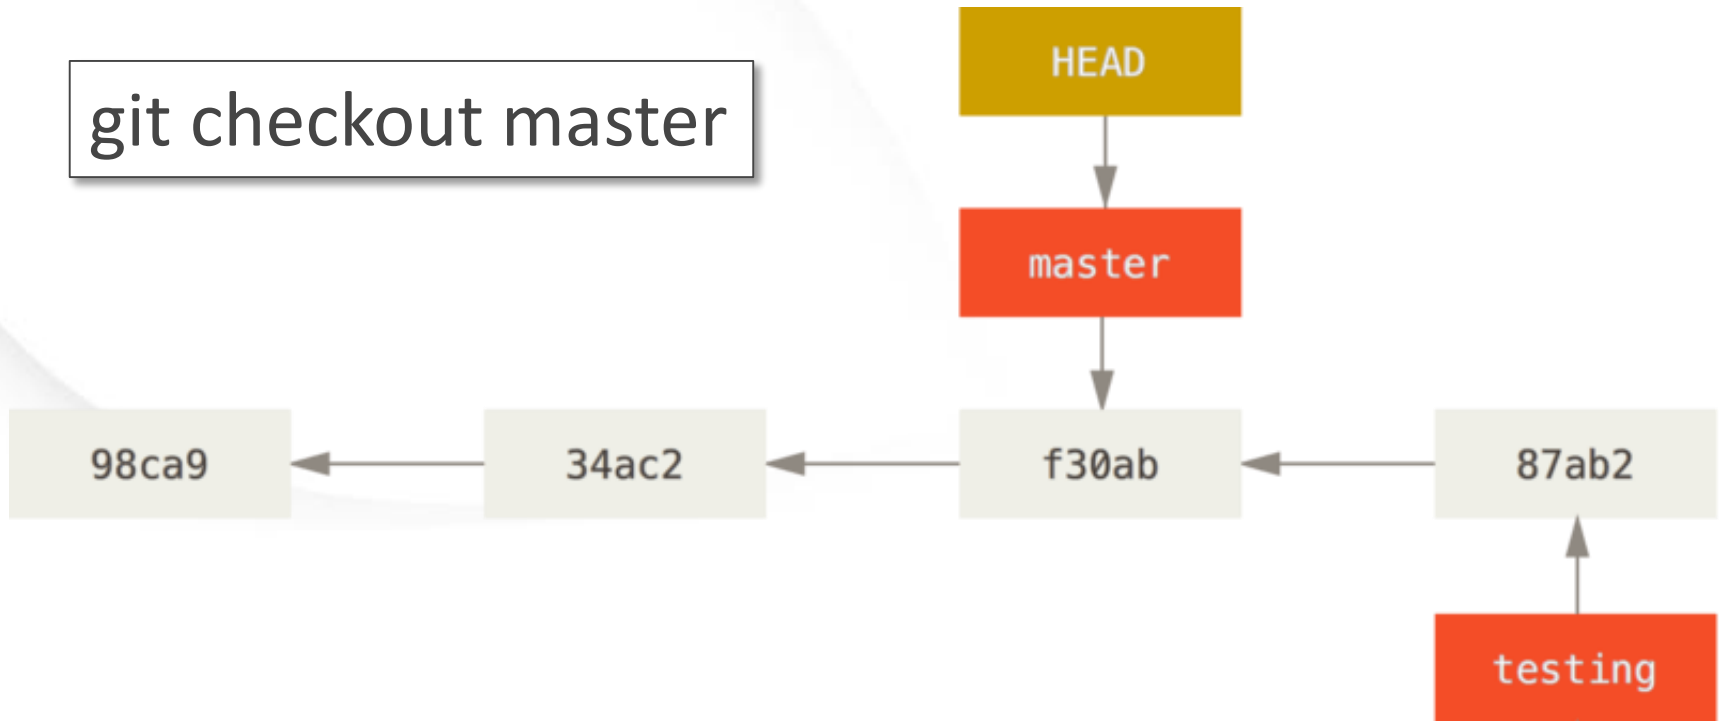 git checkout master
HEAD
master
98ca9
34ac2
f30ab
87ab2
testing